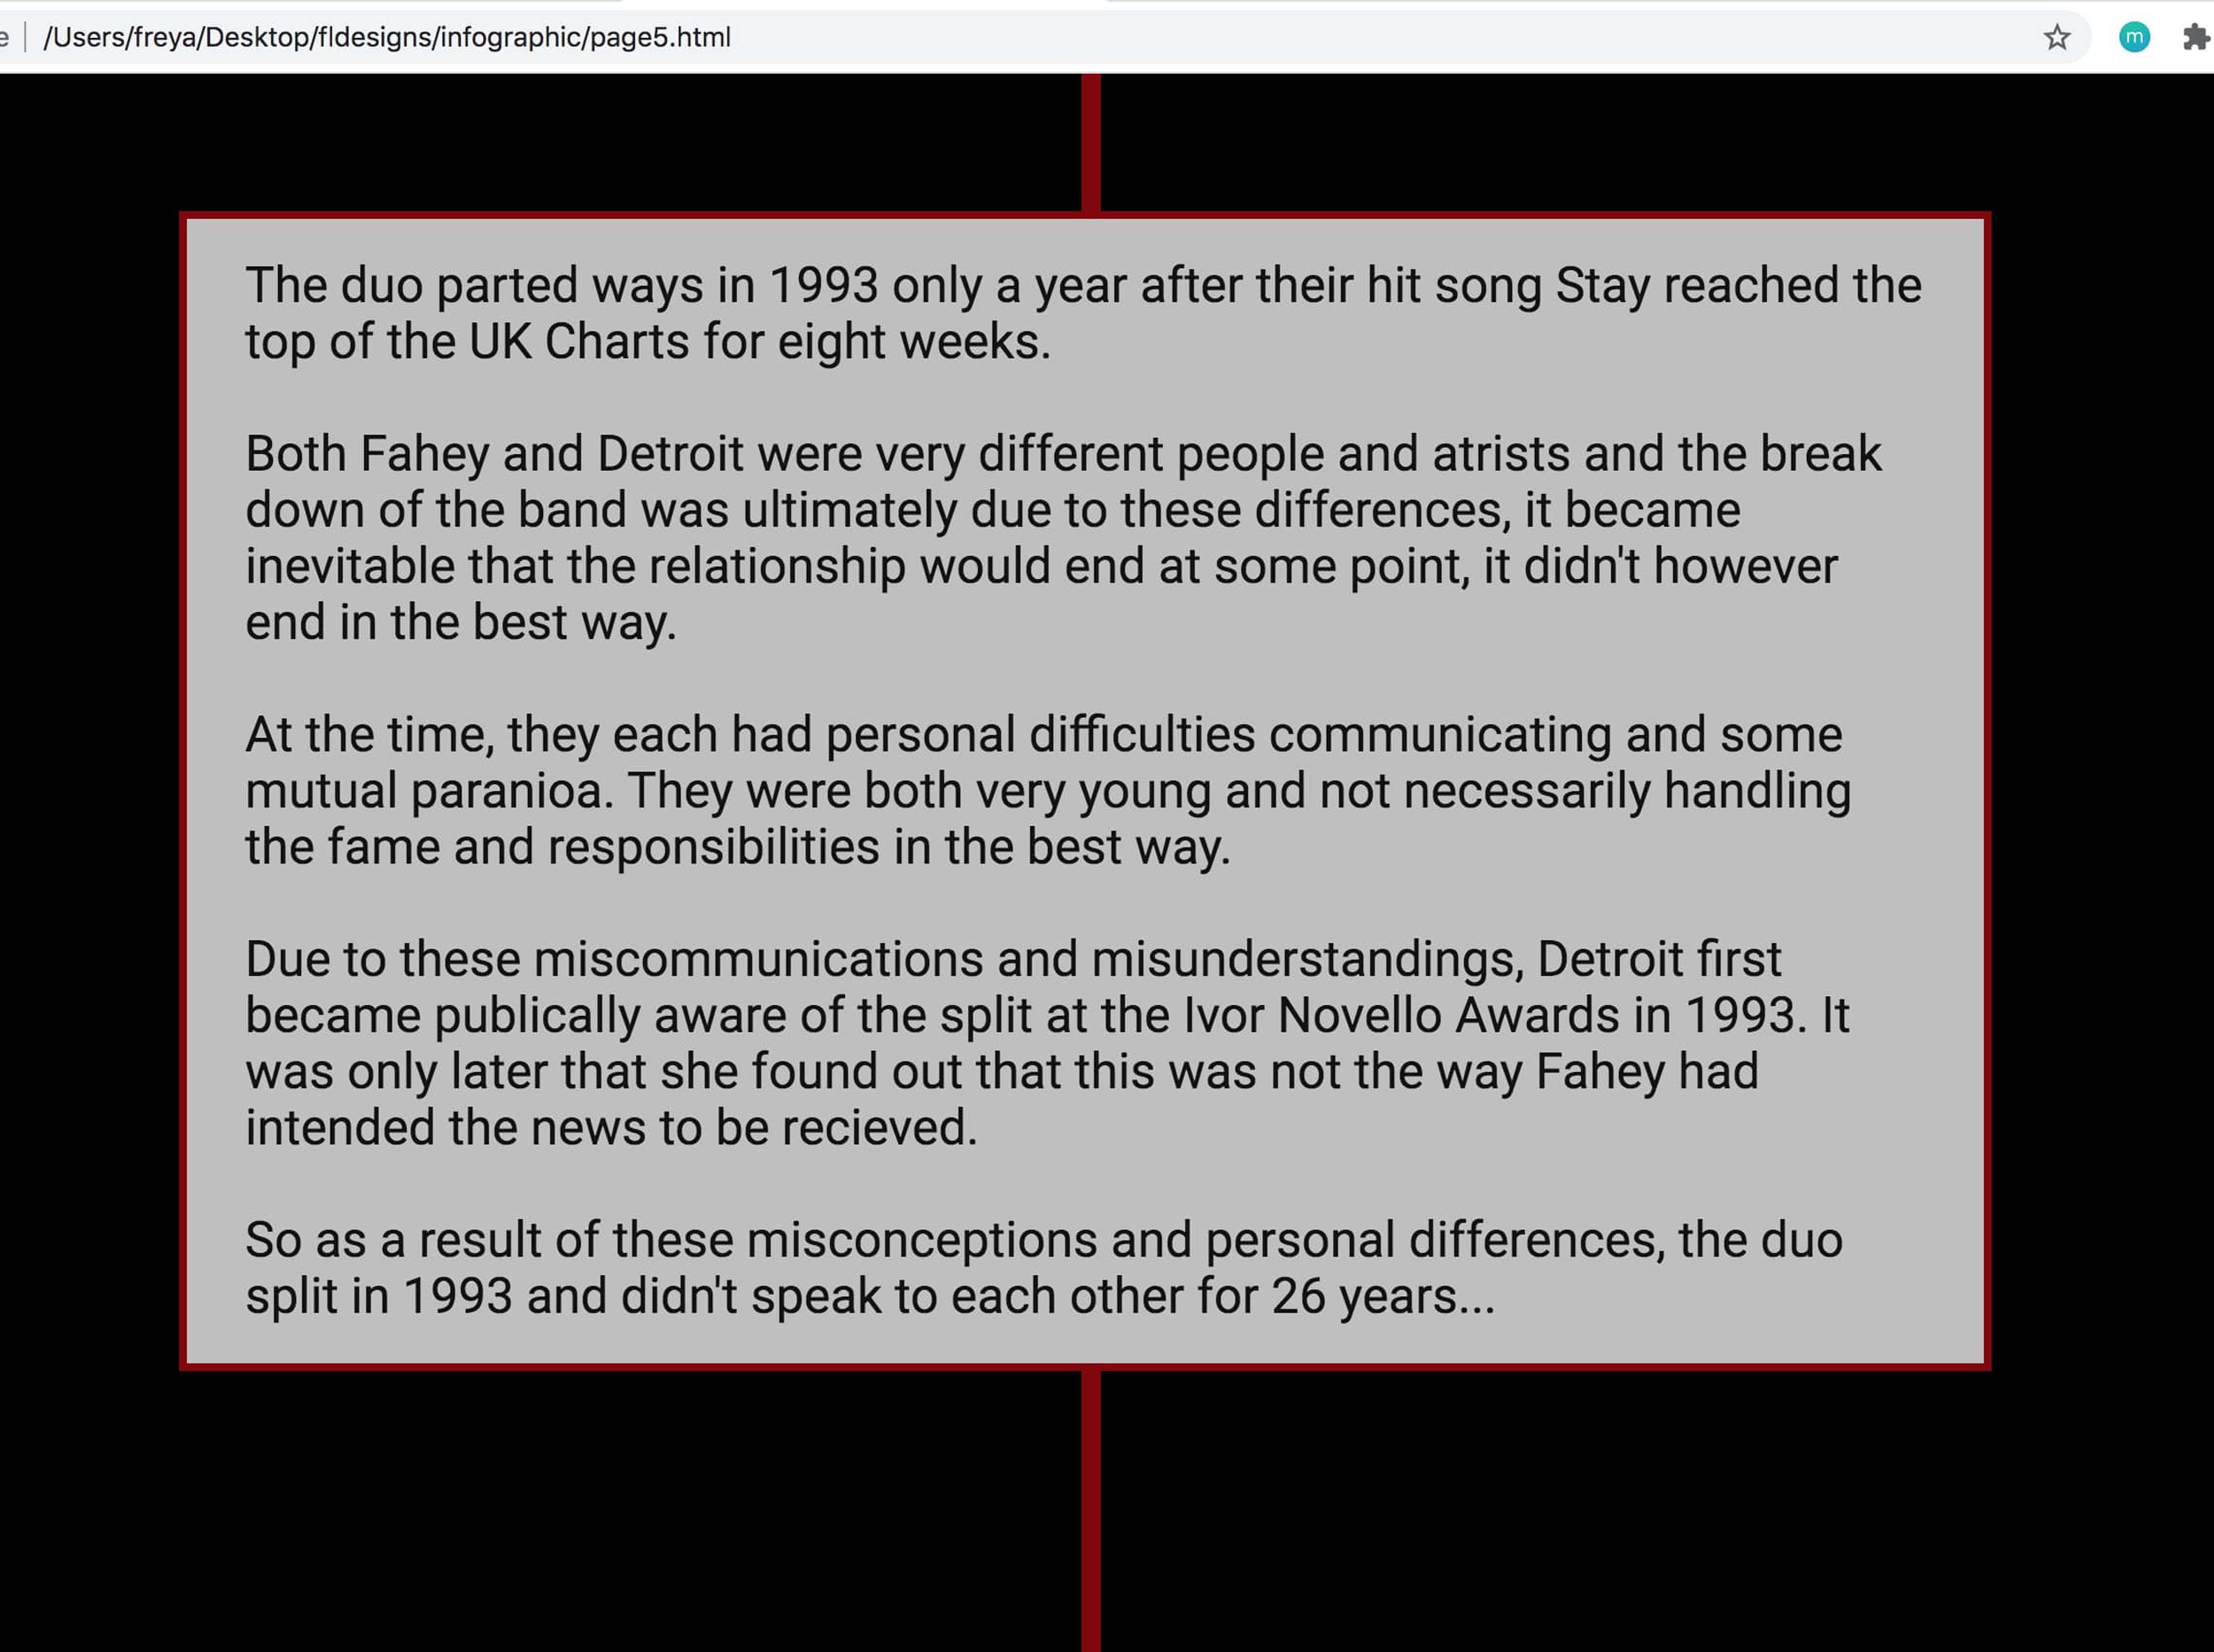 e | /Users/freya/Desktop/fldesigns/infographic/page5.html
m
The duo parted ways in 1993 only a year after their hit song Stay reached the
top of the UK Charts for eight weeks.
Both Fahey and Detroit were very different people and atrists and the break
down of the band was ultimately due to these differences, it became
inevitable that the relationship would end at some point, it didn't however
end in the best way.
At the time, they each had personal difficulties communicating and some
mutual paranioa. They were both very young and not necessarily handling
the fame and responsibilities in the best way.
Due to these miscommunications and misunderstandings, Detroit first
became publically aware of the split at the Ivor Novello Awards in 1993. It
was only later that she found out that this was not the way Fahey had
intended the news to be recieved.
So as a result of these misconceptions and personal differences, the duo
split in 1993 and didn't speak to each other for 26 years...